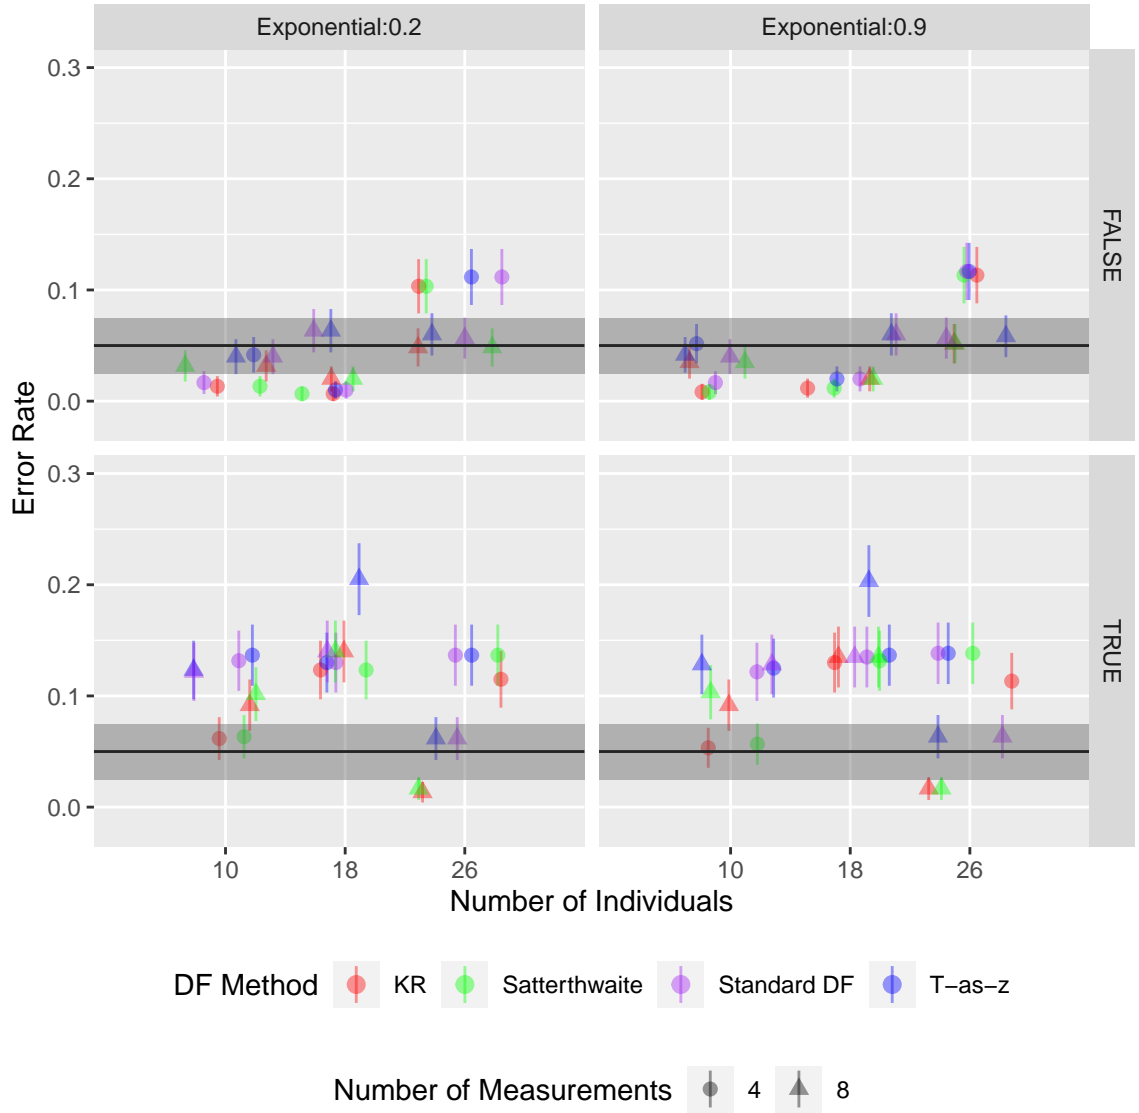 Exponential:0.2 Exponential:0.9
0.3
0.2
0.1
0.0
FALSE
Error Rate
0.3
0.2
0.1
0.0
TRUE
10 18 26 10 18 26
Number of Individuals
DF Method KR Satterthwaite Standard DF T−as−z
Number of Measurements 4 8